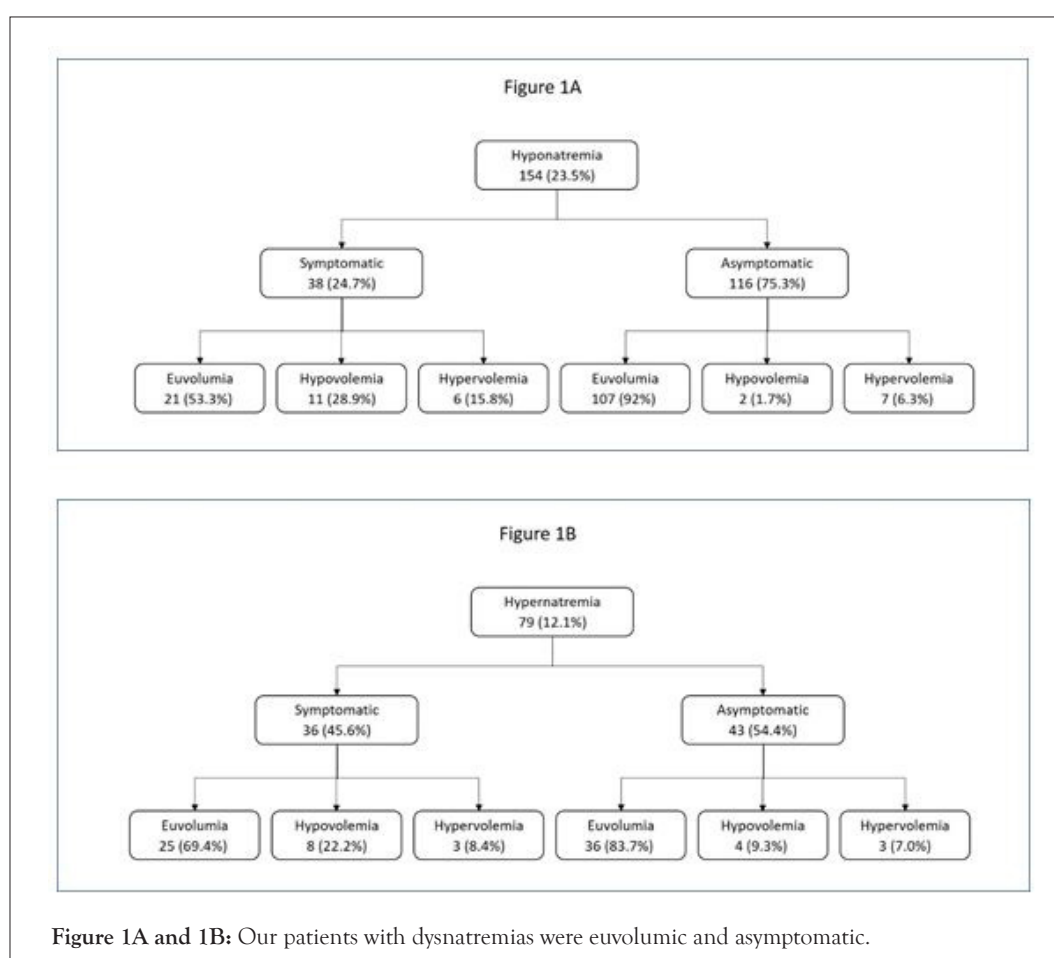 Figure 1A
Hyponatremia
154 (23.5%)
Symptomatic
38 (24.7%)
Asymptomatic
116 (75.3%)
Euvolumia
21 (53.3%)
Hypovolemia
11 (28.9%)
Hypervolemia
6 (15.8%)
Euvolumia
107 (92%)
Hypovolemia
2 (1.7%)
Hypervolemia
7 (6.3%)
Figure 1B
Hypernatremia
79 (12.1%)
Symptomatic
36 (45.6%)
Asymptomatic
43 (54.4%)
Euvolumia
25 (69.4%)
Hypovolemia
8 (22.2%)
Hypervolemia
3 (8.4%)
Euvolumia
36 (83.7%)
Hypovolemia
4 (9.3%)
Hypervolemia
3 (7.0%)
Figure 1A and 1B: Our patients with dysnatremias were euvolumic and asymptomatic.